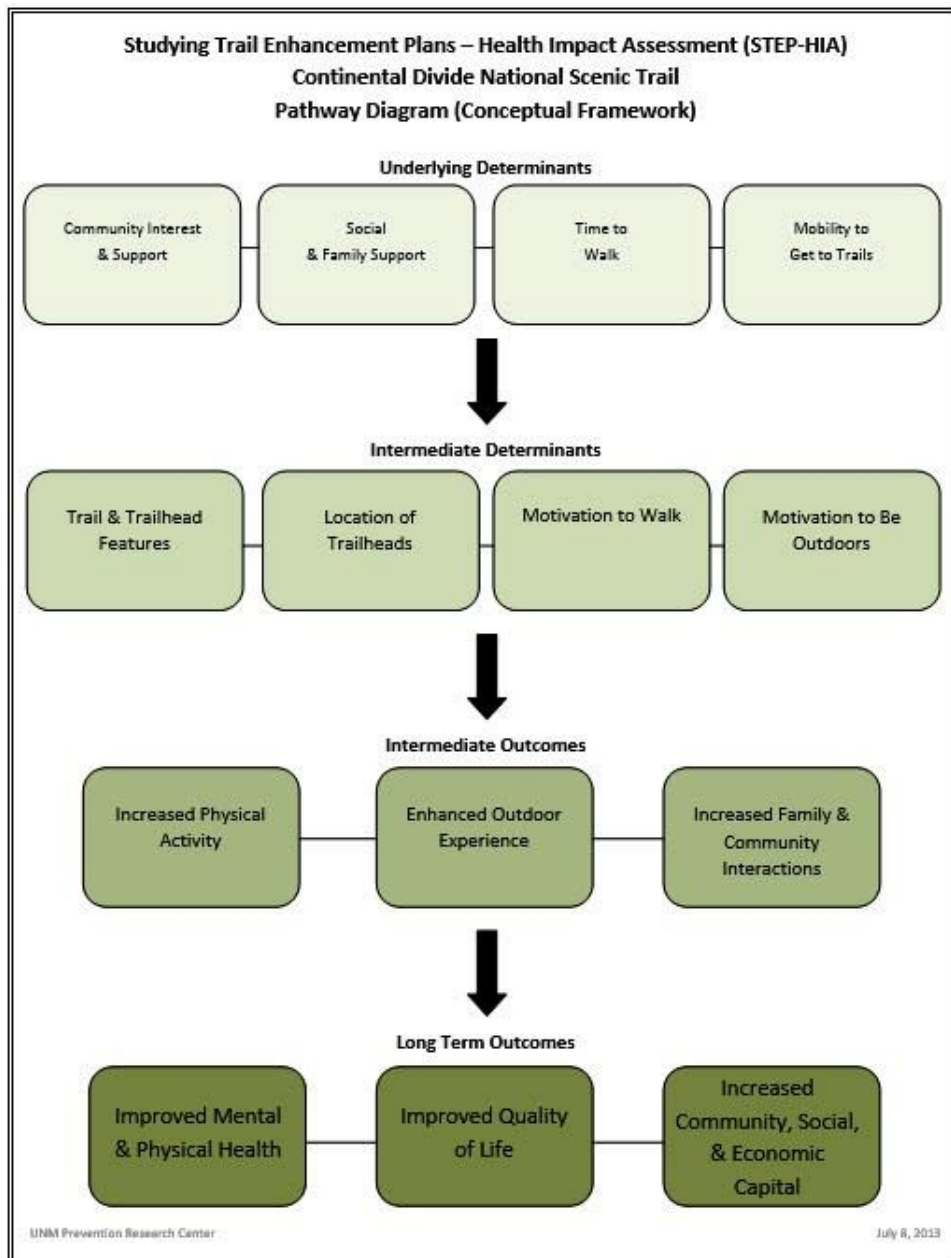 Studying Trail Enhancement Plans – Health Impact Assessment (STEP-HIA)
Continental Divide National Scenic Trail
Pathway Diagram (Conceptual Framework)
Underlying Determinants
Community Interest
& Support
Social
& Family Support
Time to
Walk
Mobility to
Get to Trails
Intermediate Determinants
Trail & Trailhead
Features
Location of
Trailheads
Motivation to Walk
Motivation to Be
Outdoors
Intermediate Outcomes
Increased Physical
Activity
Enhanced Outdoor
Experience
Increased Family &
Community
Interactions
Long Term Outcomes
Improved Mental
& Physical Health
Improved Quality
of Life
Increased
Community, Social,
& Economic
Capital
UNM Prevention Research Center
July 8, 2013